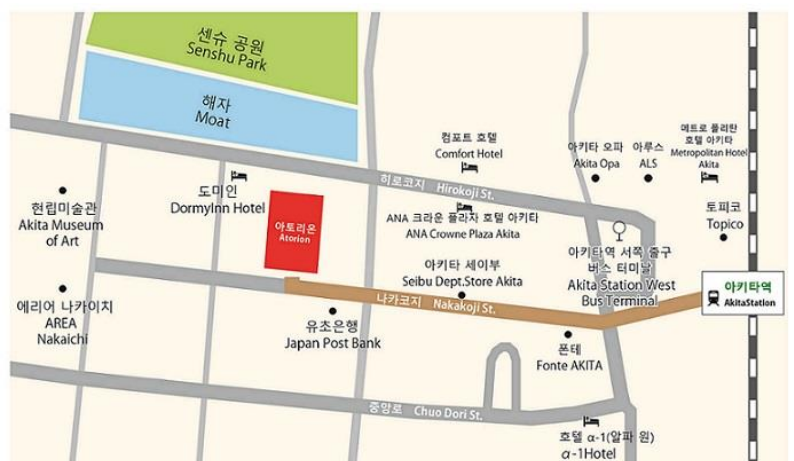 센슈 공원
Senshu Park
해자
Moat
컴포트 호텔
Comfort Hotel
아키타 오파
Akita Opa
아루스
ALS
메트로 폴리탄
호텔 아키타
Metropolitan Hotel
Akita
히로코지 Hirokoji St.
도미인
DormyInn Hotel
현립미술관
Akita Museum
of Art
아토리온
Atorion
ANA 크라운 플라자 호텔 아키타
ANA Crowne Plaza Akita
토피코
Topico
아키타역 서쪽 출구
버스 터미날
Akita Station West
Bus Terminal
아키타 세이부
Seibu Dept.Store Akita
아키타역
AkitaStation
에리어 나카이치
AREA
Nakaichi
나카코지 Nakakoji St.
유초은행
Japan Post Bank
폰테
Fonte AKITA
중앙로 Chuo Dori St.
호텔 α-1(알파 원)
α-1Hotel